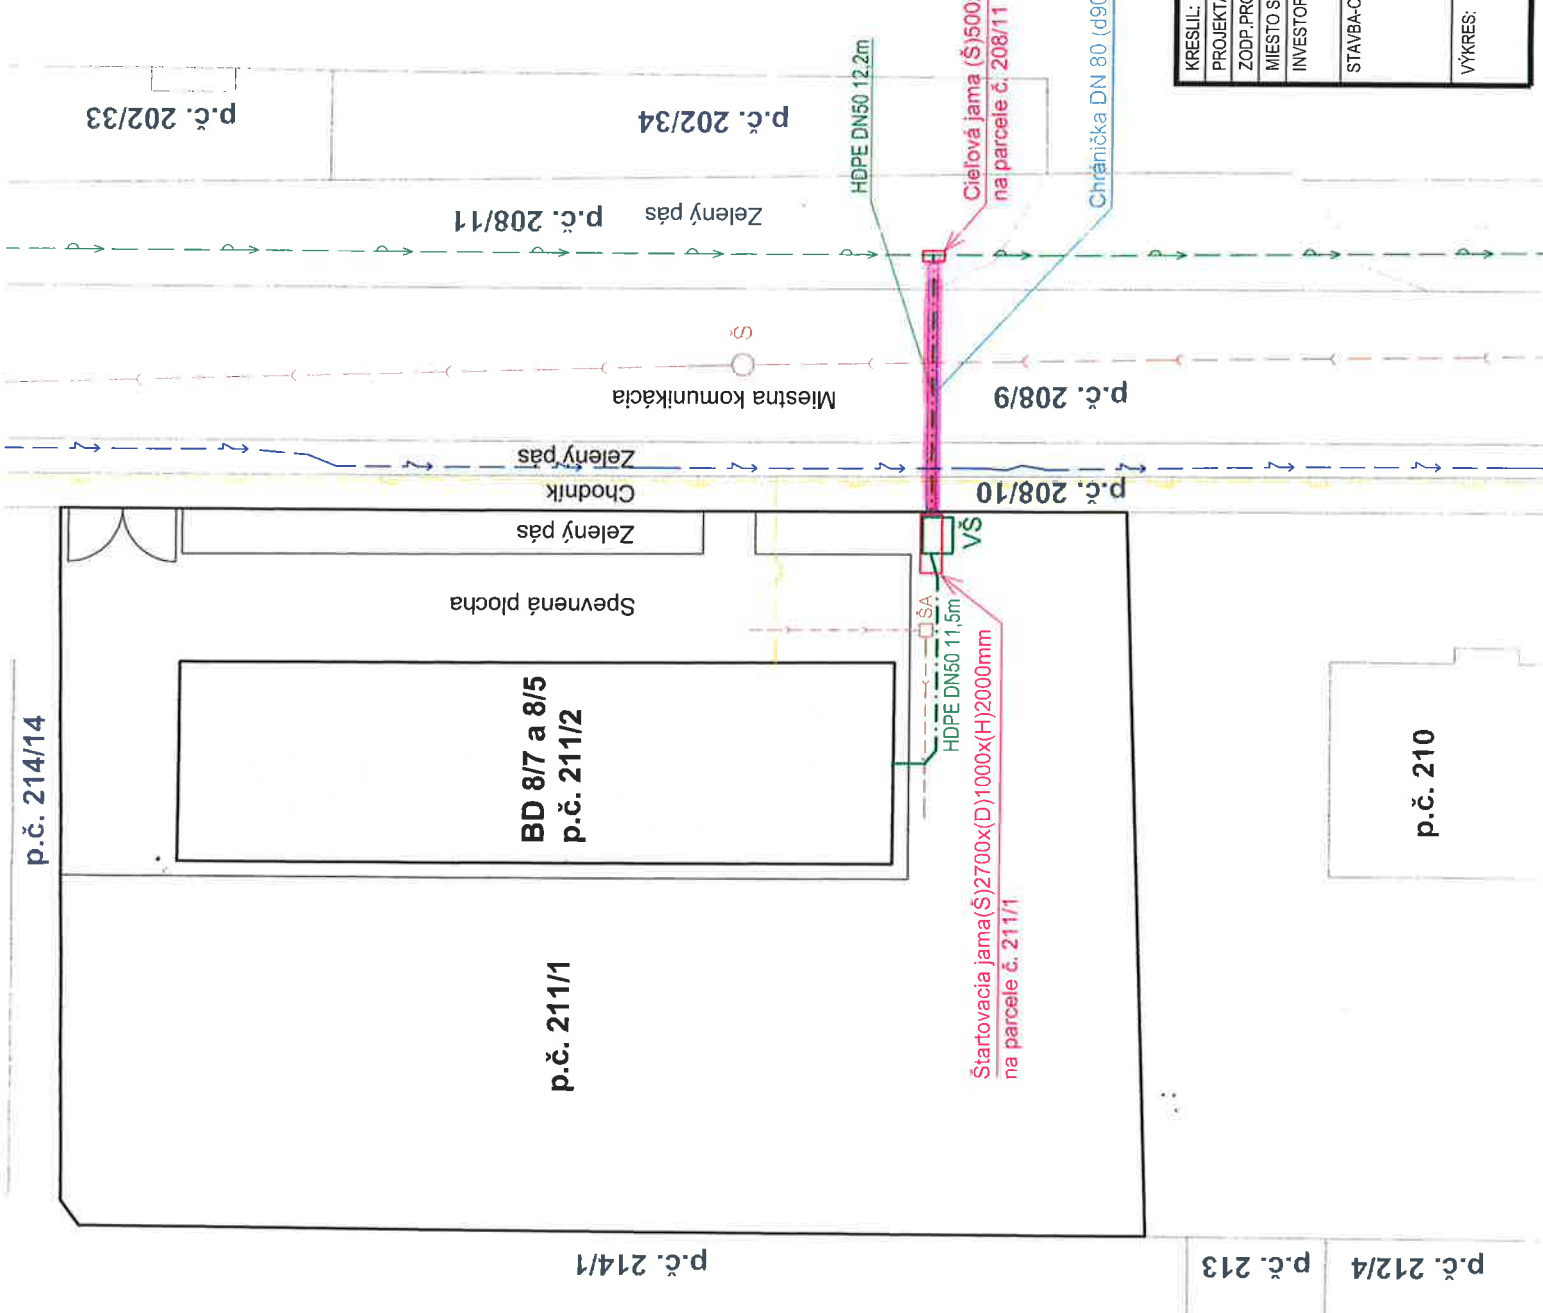 p.č. 202/33
p.č. 202/34
p.č. 208/11
Zelený pás
HDPE DN50 12,2m
Cieľová jama (Š)500
na parcele č. 208/11
Chránička DN 80 (d90
KRESLIL:
ZODP.PRO
MIESTO S
INVESTOR
STAVBA-O
VÝKRES:
Š
Miestna komunikácia
p.č. 208/9
Zelený pás
Chodník
p.č. 208/10
Zelený pás
VŠ
Spevnená plocha
ŠA
HDPE DN50 11,5m
Štartovacia jama(Š)2700x(D)1000x(H)2000mm
na parcele č. 211/1
p.č. 214/14
BD 8/7 a 8/5
p.č. 211/2
p.č. 210
p.č. 211/1
p.č. 214/1
p.č. 213
p.č. 212/4